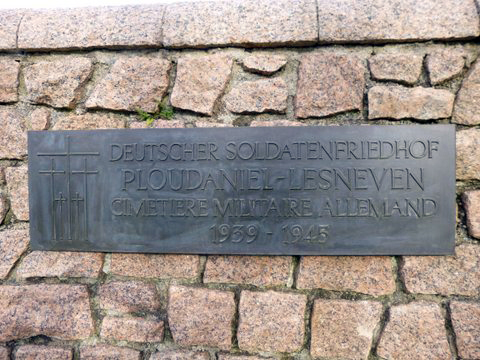 DEUTSCHER SOLDATENFRIEDHOF
PLOUDANIEL-LESNEVEN
CIMETIERE MILITAIRE ALLEMAND
1939 - 1945